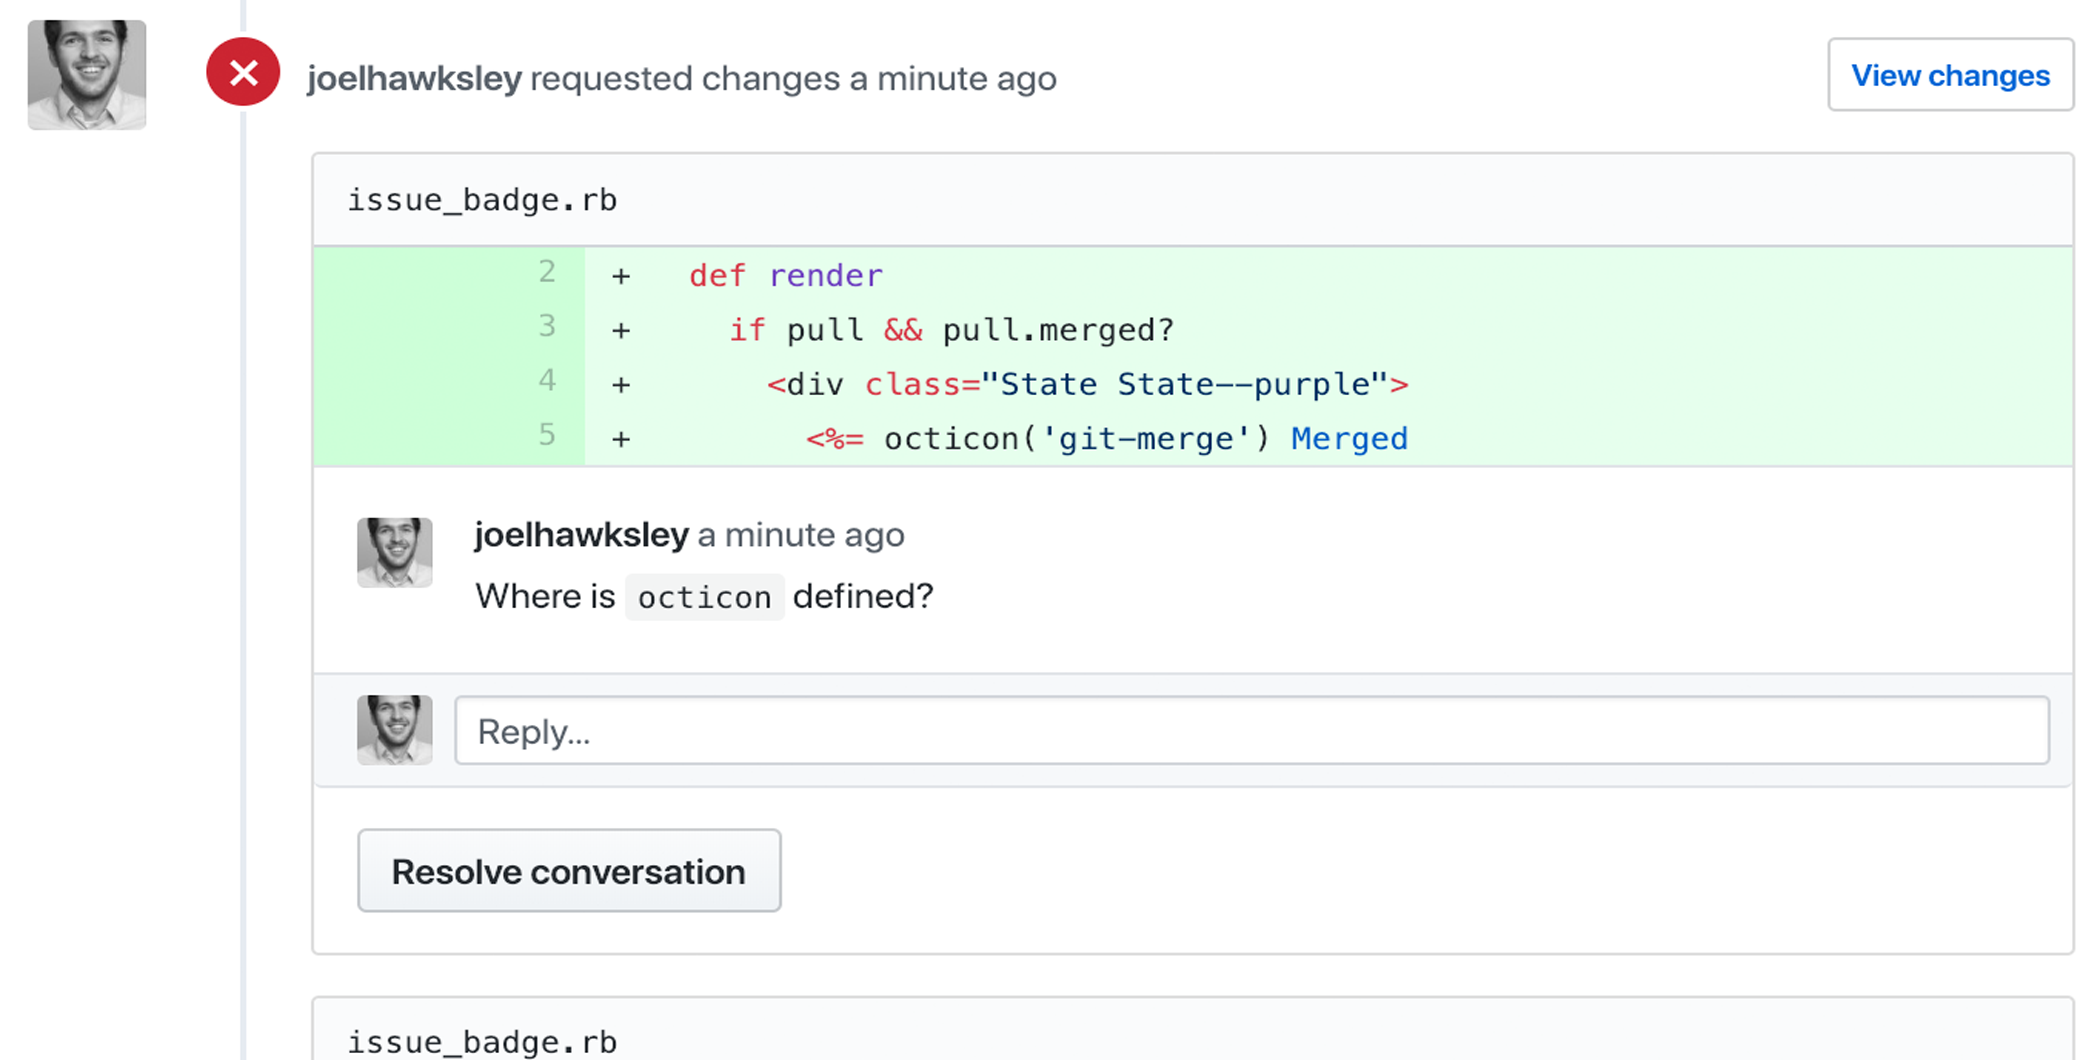 joelhawksley requested changes a minute ago
View changes
issue_badge.rb
2 + def render
3 + if pull && pull.merged?
4 + <div class="State State--purple">
5 + <%= octicon('git-merge') Merged
joelhawksley a minute ago
Where is octicon defined?
Reply...
Resolve conversation
issue_badge.rb